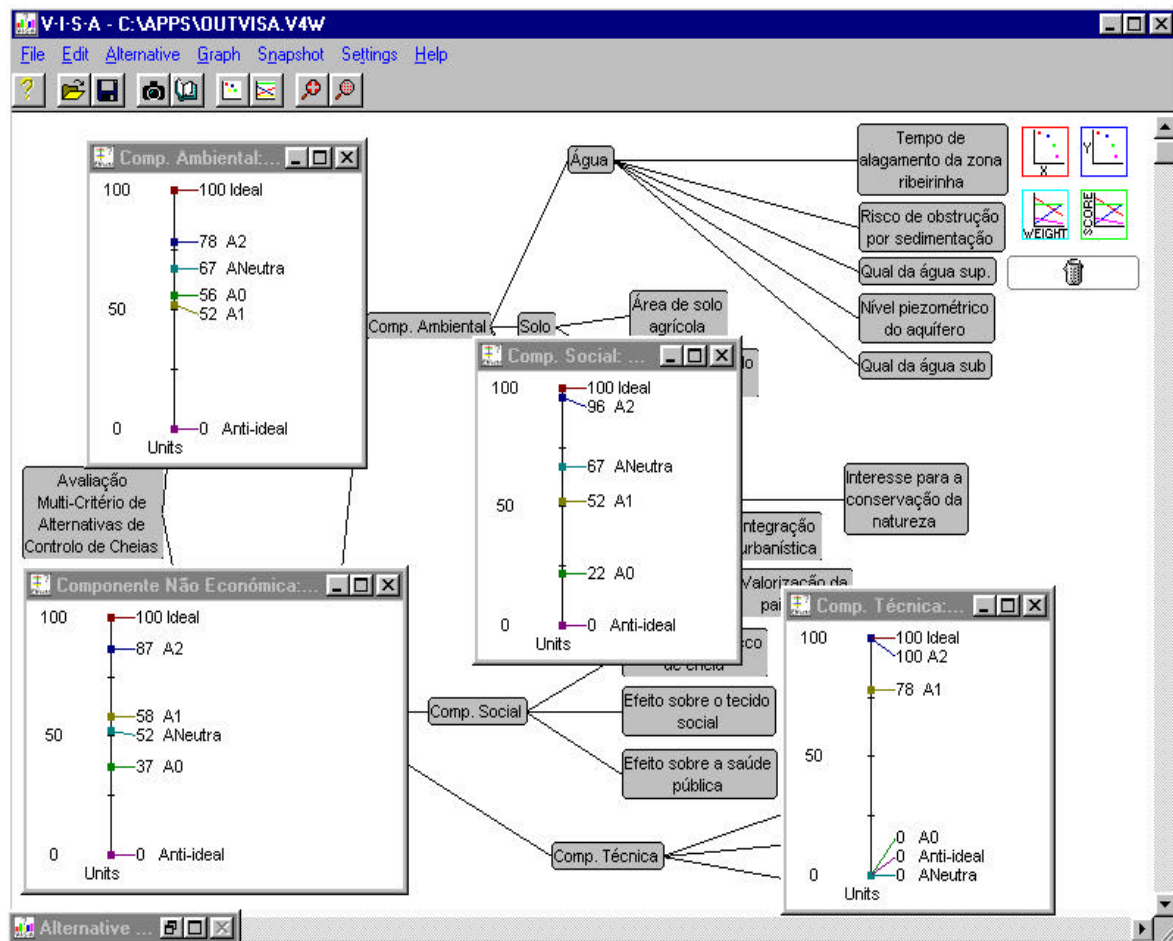 V·I·S·A - C:\APPS\OUTVISA.V4W
File Edit Alternative Graph Snapshot Settings Help
Comp. Ambiental:...
100
50
0
100 Ideal
78 A2
67 ANeutra
56 A0
52 A1
0 Anti-ideal
Units
Água
Tempo de
alagamento da zona
ribeirinha
Risco de obstrução
por sedimentação
Qual da água sup.
Nível piezométrico
do aquífero
Qual da água sub
X
Y
WEIGHT
SCORE
Comp. Ambiental
Solo
Área de solo
agrícola
Comp. Social: ...
100
50
0
100 Ideal
96 A2
67 ANeutra
52 A1
22 A0
0 Anti-ideal
Units
Avaliação
Multi-Critério de
Alternativas de
Controlo de Cheias
Interesse para a
conservação da
natureza
ntegração
urbanística
Valorização da
pai
Componente Não Económica:...
100
50
0
100 Ideal
87 A2
58 A1
52 ANeutra
37 A0
0 Anti-ideal
Units
Comp. Social
Efeito sobre o tecido
social
Efeito sobre a saúde
pública
Comp. Técnica
Comp. Técnica:...
100
50
0
100 Ideal
100 A2
78 A1
0 A0
0 Anti-ideal
0 ANeutra
Units
Alternative ...